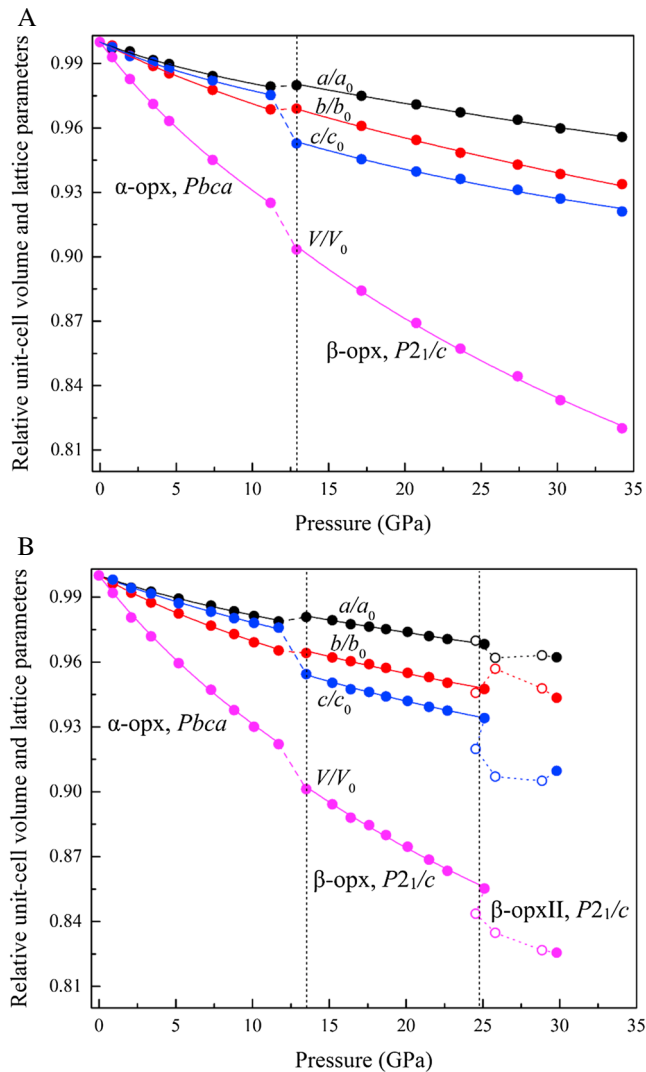 A
Relative unit-cell volume and lattice parameters
0.99
0.96
0.93
0.90
0.87
0.84
0.81
a/a0
b/b0
c/c0
α-opx, Pbca
V/V0
β-opx, P21/c
0 5 10 15 20 25 30 35
Pressure (GPa)
B
Relative unit-cell volume and lattice parameters
0.99
0.96
0.93
0.90
0.87
0.84
0.81
a/a0
b/b0
c/c0
α-opx, Pbca
V/V0
β-opx, P21/c
β-opxII, P21/c
0 5 10 15 20 25 30 35
Pressure (GPa)